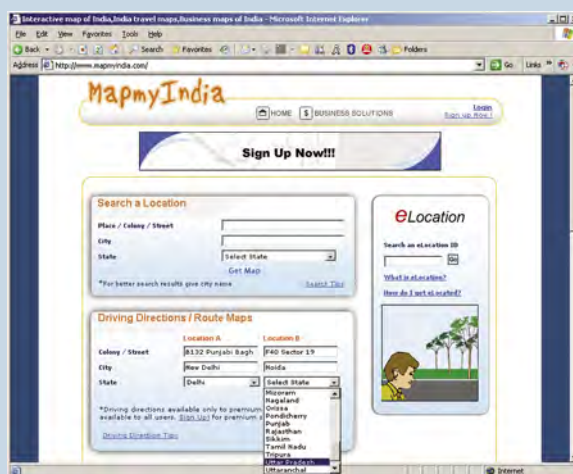 Interactive map of India,India travel maps,Business maps of India - Microsoft Internet Explorer
File Edit View Favorites Tools Help
Back Search Favorites Folders
Address http://www.mapmyindia.com/ Go Links
MapmyIndia
HOME $ BUSINESS SOLUTIONS
Login
Sign up Now !
Sign Up Now!!!
Search a Location
Place / Colony / Street
City
State Select State
Get Map
*For better search results give city name Search Tips
eLocation
Search an eLocation ID
Go
What is eLocation?
How do I get eLocated?
Driving Directions / Route Maps
Location A Location B
Colony / Street B132 Punjabi Bagh F40 Sector 19
City New Delhi Noida
State Delhi Select State
Mizoram
Nagaland
Orissa
Pondicherry
Punjab
Rajasthan
Sikkim
Tamil Nadu
Tripura
Uttar Pradesh
Uttaranchal
*Driving directions available only to premium
available to all users. Sign Up! for premium
Driving Direction Tips
Internet